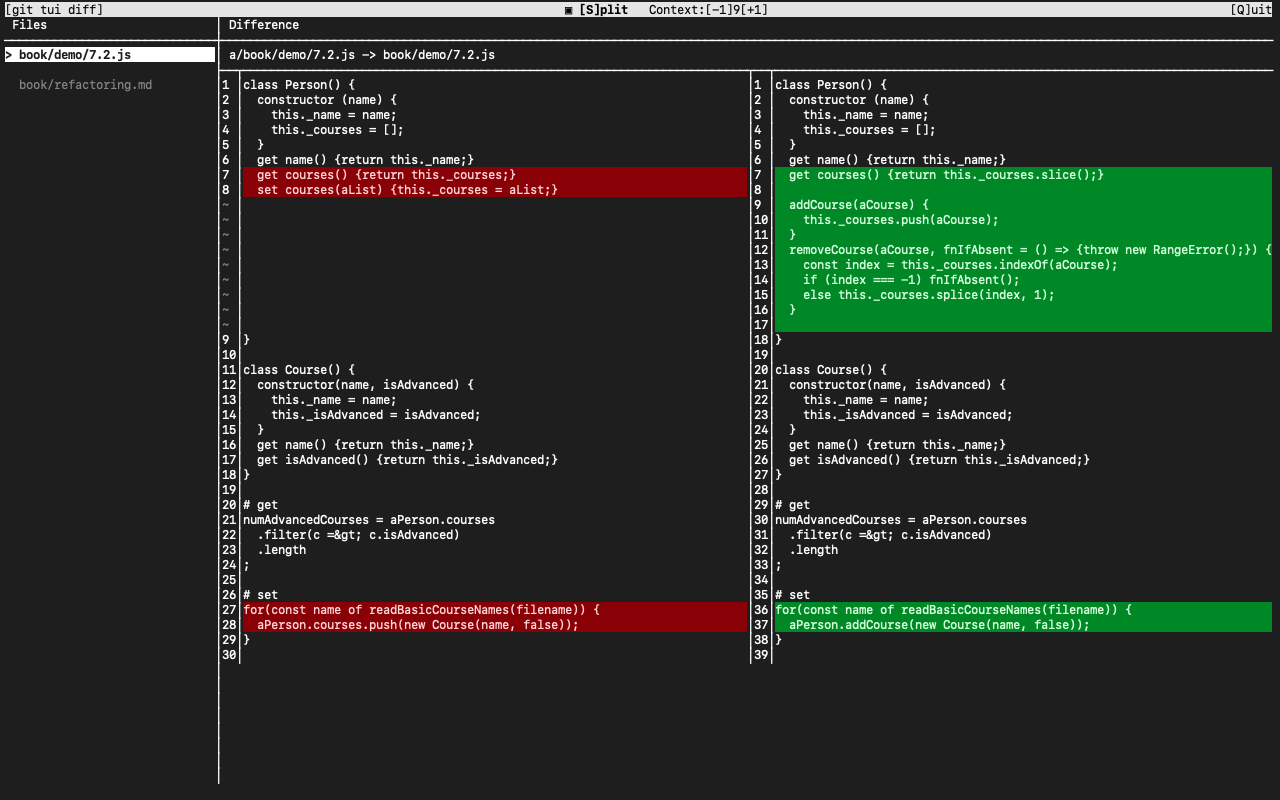 [git tui diff] ▣ [S]plit Context:[-1]9[+1] [Q]uit
Files
> book/demo/7.2.js
book/refactoring.md
Difference
a/book/demo/7.2.js -> book/demo/7.2.js
1 class Person() {
2   constructor (name) {
3     this._name = name;
4     this._courses = [];
5   }
6   get name() {return this._name;}
7   get courses() {return this._courses;}
8   set courses(aList) {this._courses = aList;}
~
~
~
~
~
~
~
~
~
9 }
10
11 class Course() {
12   constructor(name, isAdvanced) {
13     this._name = name;
14     this._isAdvanced = isAdvanced;
15   }
16   get name() {return this._name;}
17   get isAdvanced() {return this._isAdvanced;}
18 }
19
20 # get
21 numAdvancedCourses = aPerson.courses
22   .filter(c =&gt; c.isAdvanced)
23   .length
24 ;
25
26 # set
27 for(const name of readBasicCourseNames(filename)) {
28   aPerson.courses.push(new Course(name, false));
29 }
30
1 class Person() {
2   constructor (name) {
3     this._name = name;
4     this._courses = [];
5   }
6   get name() {return this._name;}
7   get courses() {return this._courses.slice();}
8
9   addCourse(aCourse) {
10     this._courses.push(aCourse);
11   }
12   removeCourse(aCourse, fnIfAbsent = () => {throw new RangeError();}) {
13     const index = this._courses.indexOf(aCourse);
14     if (index === -1) fnIfAbsent();
15     else this._courses.splice(index, 1);
16   }
17
18 }
19
20 class Course() {
21   constructor(name, isAdvanced) {
22     this._name = name;
23     this._isAdvanced = isAdvanced;
24   }
25   get name() {return this._name;}
26   get isAdvanced() {return this._isAdvanced;}
27 }
28
29 # get
30 numAdvancedCourses = aPerson.courses
31   .filter(c =&gt; c.isAdvanced)
32   .length
33 ;
34
35 # set
36 for(const name of readBasicCourseNames(filename)) {
37   aPerson.addCourse(new Course(name, false));
38 }
39